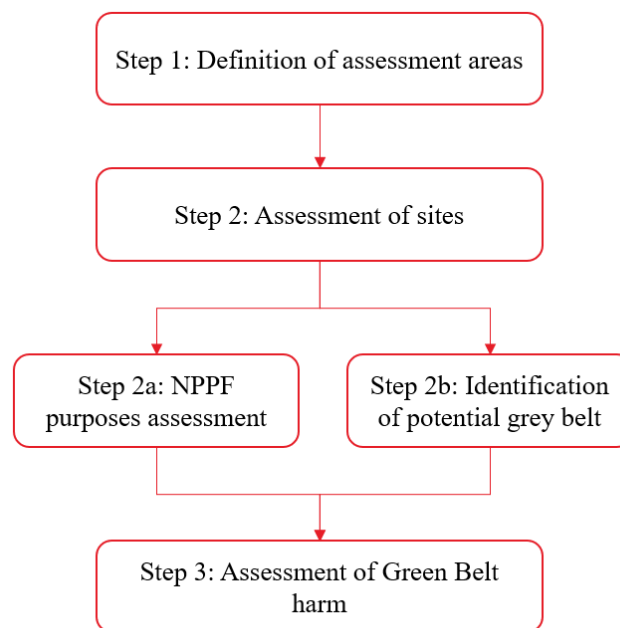 Step 1: Definition of assessment areas
Step 2: Assessment of sites
Step 2a: NPPF
purposes assessment
Step 2b: Identification
of potential grey belt
Step 3: Assessment of Green Belt
harm